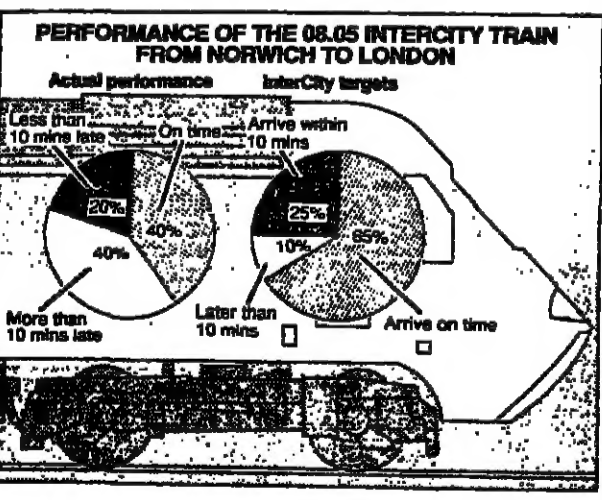 PERFORMANCE OF THE 08.05 INTERCITY TRAIN
FROM NORWICH TO LONDON
Actual performance
InterCity targets
Less than
10 mins late
On time
20%
40%
40%
More than
10 mins late
Arrive within
10 mins
25%
10%
65%
Later than
10 mins
Arrive on time